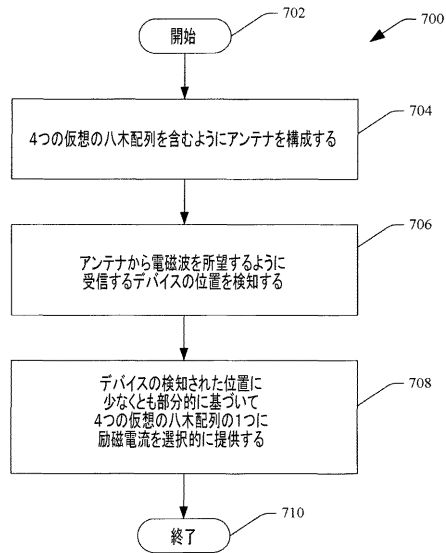 702
開始
700
704
4つの仮想の八木配列を含むようにアンテナを構成する
706
アンテナから電磁波を所望するように
受信するデバイスの位置を検知する
708
デバイスの検知された位置に
少なくとも部分的に基づいて
4つの仮想の八木配列の1つに
励磁電流を選択的に提供する
710
終了